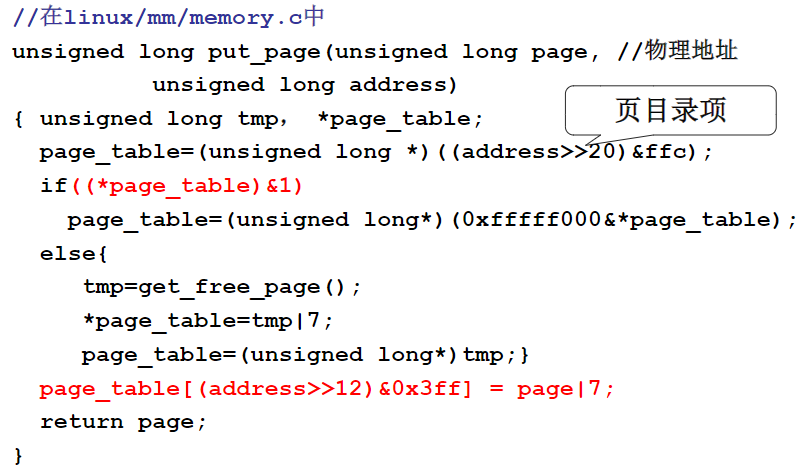 //在linux/mm/memory.c中
unsigned long put_page(unsigned long page, //物理地址
unsigned long address)
{ unsigned long tmp, *page_table;
页目录项
page_table=(unsigned long *)((address>>20)&ffc);
if((*page_table)&1)
page_table=(unsigned long*)(0xfffff000&*page_table);
else{
tmp=get_free_page();
*page_table=tmp|7;
page_table=(unsigned long*)tmp;}
page_table[(address>>12)&0x3ff] = page|7;
return page;
}